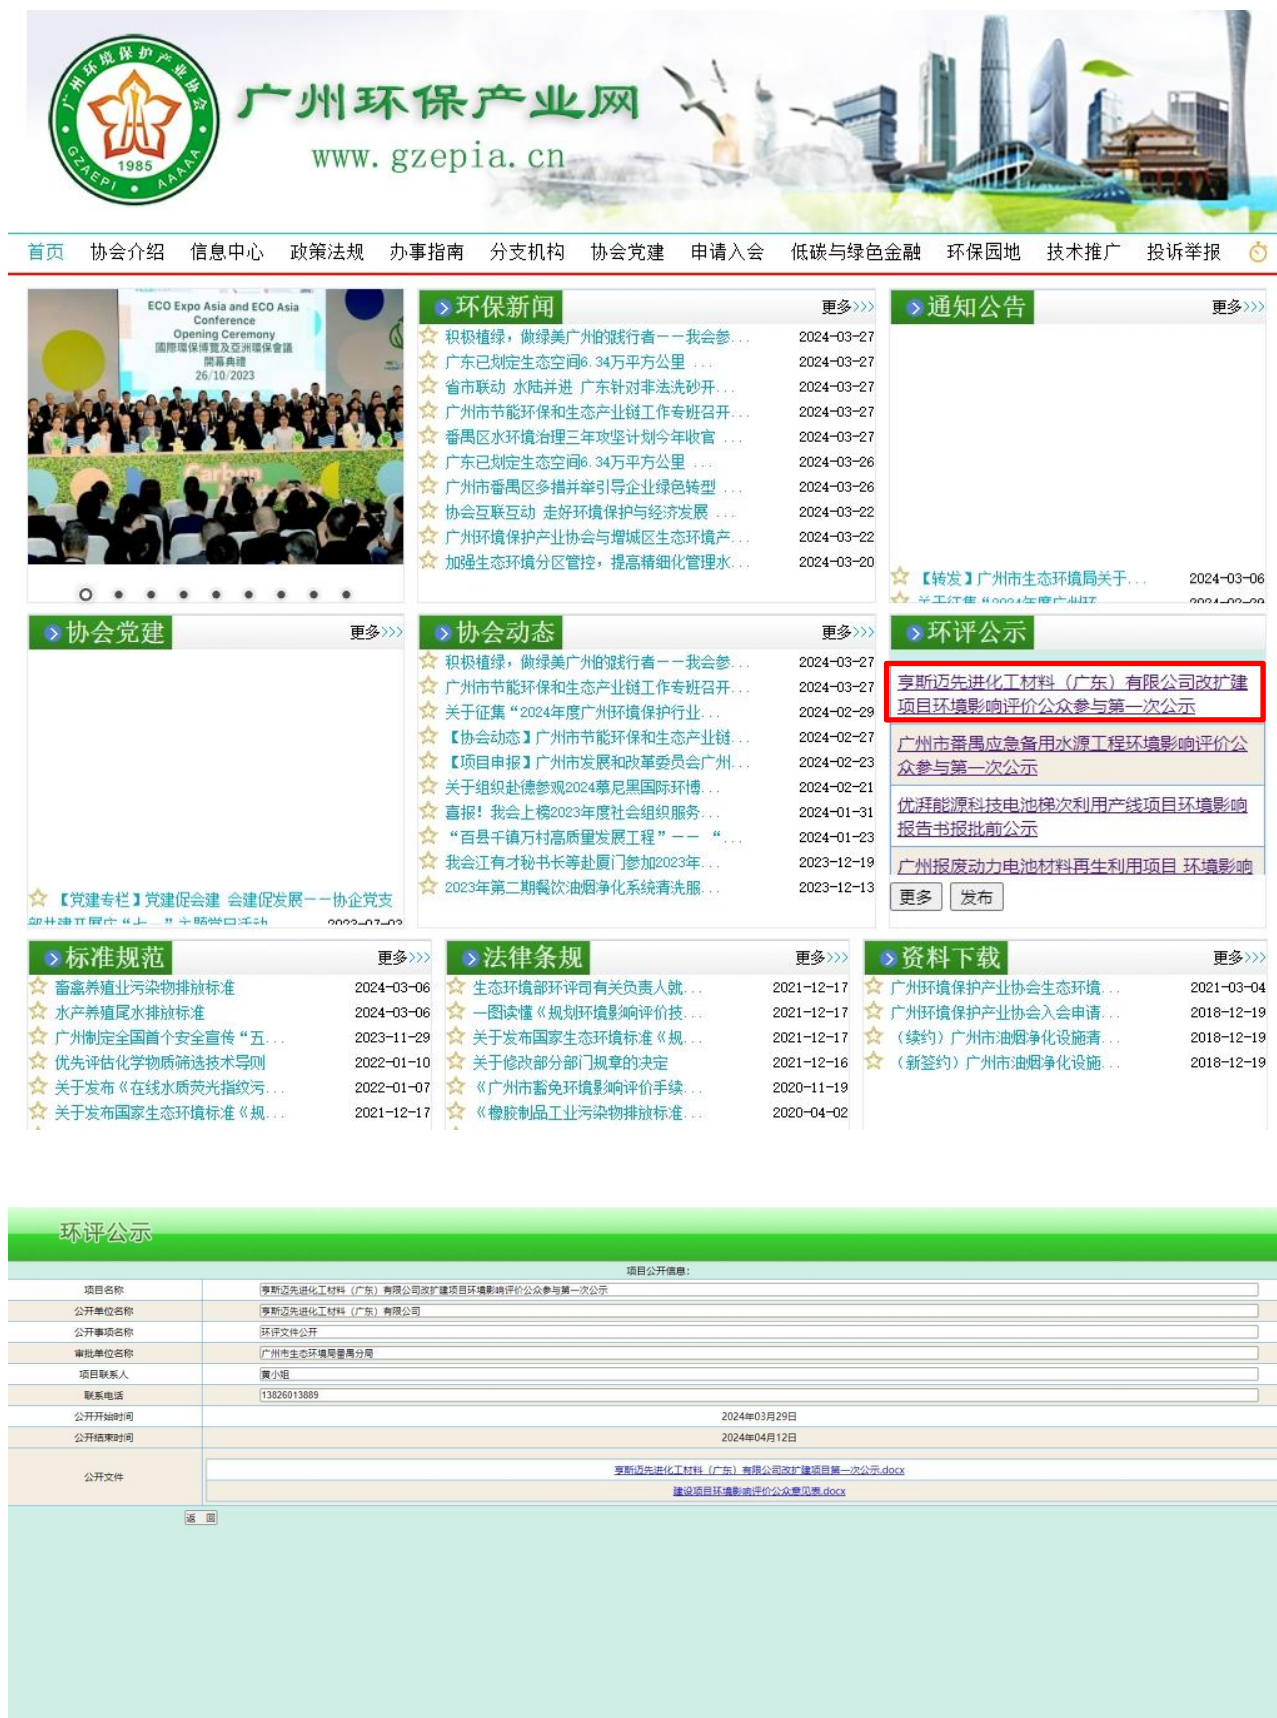 广州环境保护产业协会
1985
GZAEPI AAAAA
广州环保产业网
www.gzepia.cn
首页 协会介绍 信息中心 政策法规 办事指南 分支机构 协会党建 申请入会 低碳与绿色金融 环保园地 技术推广 投诉举报
ECO Expo Asia and ECO Asia
Conference
Opening Ceremony
國際環保博覽及亞洲環保會議
開幕典禮
26/10/2023
Carbon
环保新闻 更多>>>
积极植绿，做绿美广州的践行者——我会参... 2024-03-27
广东已划定生态空间6.34万平方公里 ... 2024-03-27
省市联动 水陆并进 广东针对非法洗砂开... 2024-03-27
广州市节能环保和生态产业链工作专班召开... 2024-03-27
番禺区水环境治理三年攻坚计划今年收官 ... 2024-03-27
广东已划定生态空间6.34万平方公里 ... 2024-03-26
广州市番禺区多措并举引导企业绿色转型 ... 2024-03-26
协会互联互动 走好环境保护与经济发展 ... 2024-03-22
广州环境保护产业协会与增城区生态环境产... 2024-03-22
加强生态环境分区管控，提高精细化管理水... 2024-03-20
通知公告 更多>>>
【转发】广州市生态环境局关于... 2024-03-06
关于征集“2024年度广州环... 2024-02-29
协会党建 更多>>>
【党建专栏】党建促会建 会建促发展——协企党支
部共建开展庆“七一”主题党日活动 2023-07-03
协会动态 更多>>>
积极植绿，做绿美广州的践行者——我会参... 2024-03-27
广州市节能环保和生态产业链工作专班召开... 2024-03-27
关于征集“2024年度广州环境保护行业... 2024-02-29
【协会动态】广州市节能环保和生态产业链... 2024-02-27
【项目申报】广州市发展和改革委员会广州... 2024-02-23
关于组织赴德参观2024慕尼黑国际环博... 2024-02-21
喜报！我会上榜2023年度社会组织服务... 2024-01-31
“百县千镇万村高质量发展工程”—— “... 2024-01-23
我会江有才秘书长等赴厦门参加2023年... 2023-12-19
2023年第二期餐饮油烟净化系统清洗服... 2023-12-13
环评公示
亨斯迈先进化工材料（广东）有限公司改扩建
项目环境影响评价公众参与第一次公示
广州市番禺应急备用水源工程环境影响评价公
众参与第一次公示
优湃能源科技电池梯次利用产线项目环境影响
报告书报批前公示
广州报废动力电池材料再生利用项目 环境影响
更多 发布
标准规范 更多>>>
畜禽养殖业污染物排放标准 2024-03-06
水产养殖尾水排放标准 2024-03-06
广州制定全国首个安全宣传“五... 2023-11-29
优先评估化学物质筛选技术导则 2022-01-10
关于发布《在线水质荧光指纹污... 2022-01-07
关于发布国家生态环境标准《规... 2021-12-17
法律条规 更多>>>
生态环境部环评司有关负责人就... 2021-12-17
一图读懂《规划环境影响评价技... 2021-12-17
关于发布国家生态环境标准《规... 2021-12-17
关于修改部分部门规章的决定 2021-12-16
《广州市豁免环境影响评价手续... 2020-11-19
《橡胶制品工业污染物排放标准... 2020-04-02
资料下载 更多>>>
广州环境保护产业协会生态环境... 2021-03-04
广州环境保护产业协会入会申请... 2018-12-19
（续约）广州市油烟净化设施清... 2018-12-19
（新签约）广州市油烟净化设施... 2018-12-19
环评公示
项目公开信息：
项目名称 亨斯迈先进化工材料（广东）有限公司改扩建项目环境影响评价公众参与第一次公示
公开单位名称 亨斯迈先进化工材料（广东）有限公司
公开事项名称 环评文件公开
审批单位名称 广州市生态环境局番禺分局
项目联系人 黄小姐
联系电话 13826013889
公开开始时间 2024年03月29日
公开结束时间 2024年04月12日
公开文件 亨斯迈先进化工材料（广东）有限公司改扩建项目第一次公示.docx
建设项目环境影响评价公众意见表.docx
返 回